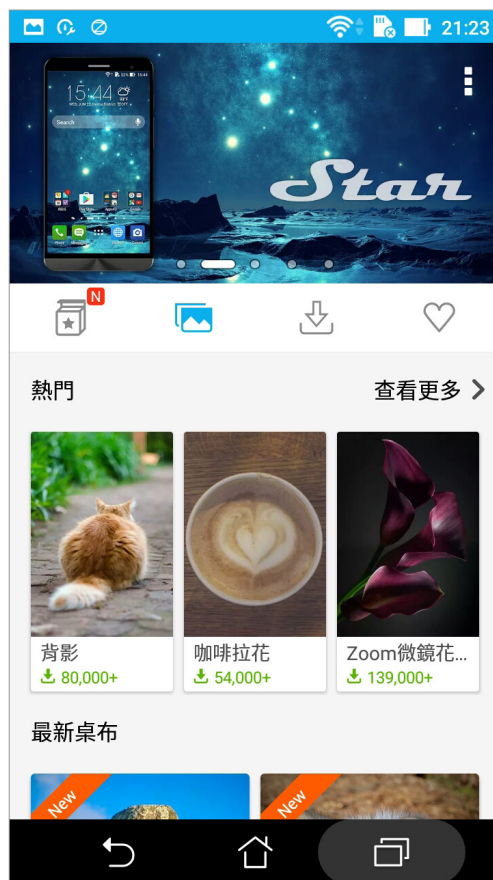 21:23
15:44
Search
Star
N
熱門
查看更多
背影
咖啡拉花
Zoom微鏡花...
80,000+
54,000+
139,000+
最新桌布
New
New